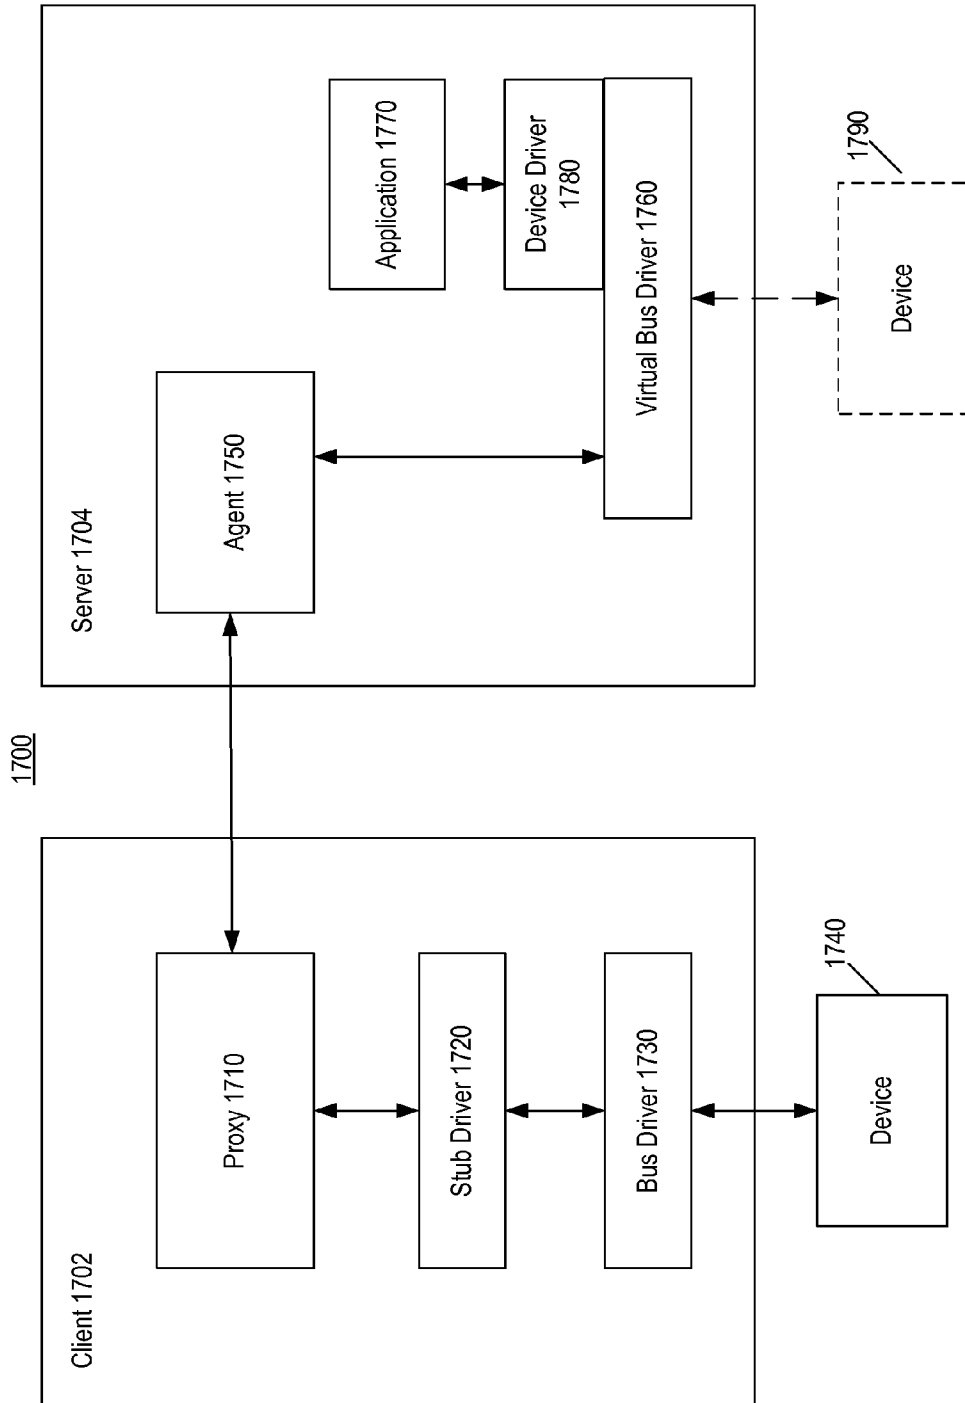 1700
Client 1702
Proxy 1710
Stub Driver 1720
Bus Driver 1730
1740
Device
Server 1704
Agent 1750
Application 1770
Device Driver
1780
Virtual Bus Driver 1760
1790
Device